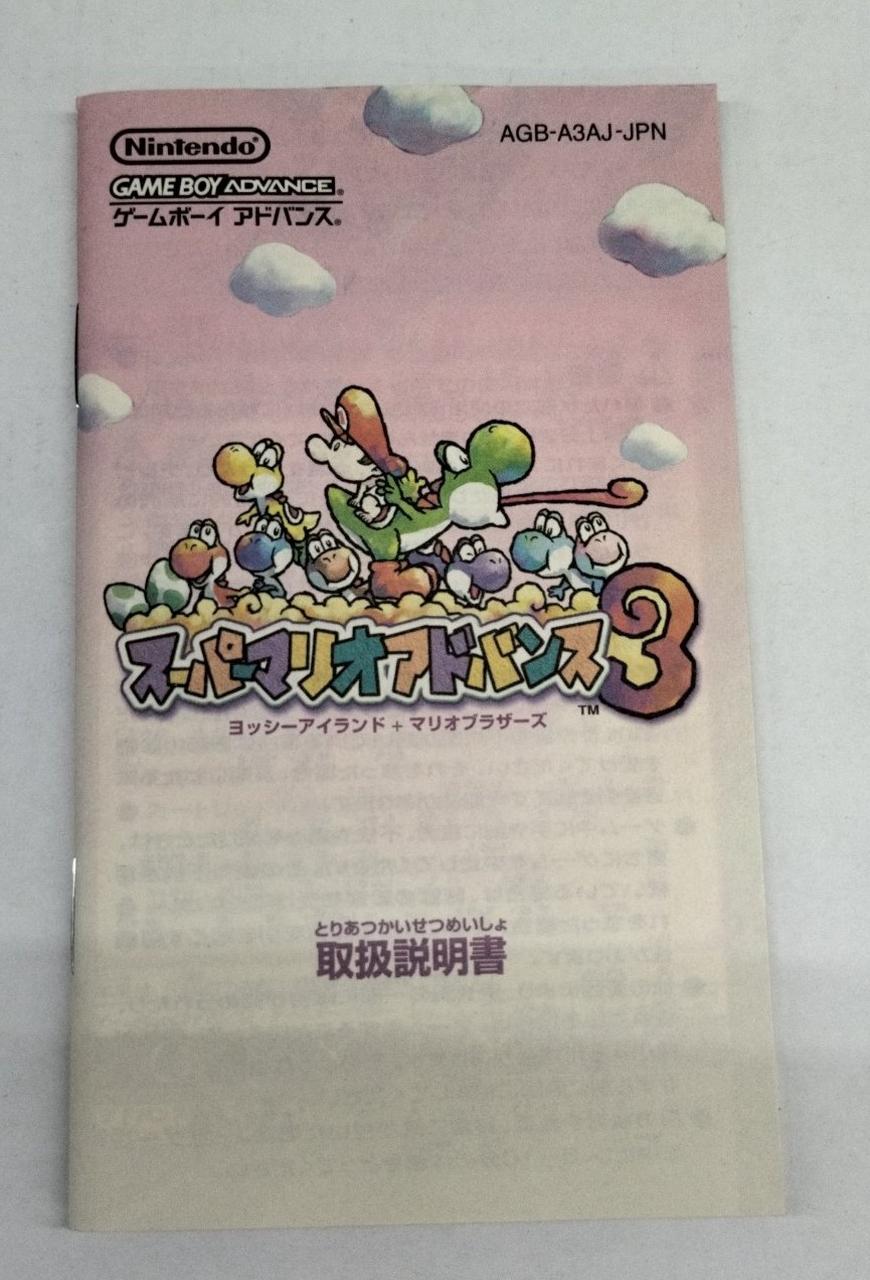 Nintendo®
AGB-A3AJ-JPN
GAME BOY ADVANCE®
ゲームボーイ アドバンス®
スーパーマリオアドバンス3
TM
ヨッシーアイランド + マリオブラザーズ
とりあつかいせつめいしょ
取扱説明書